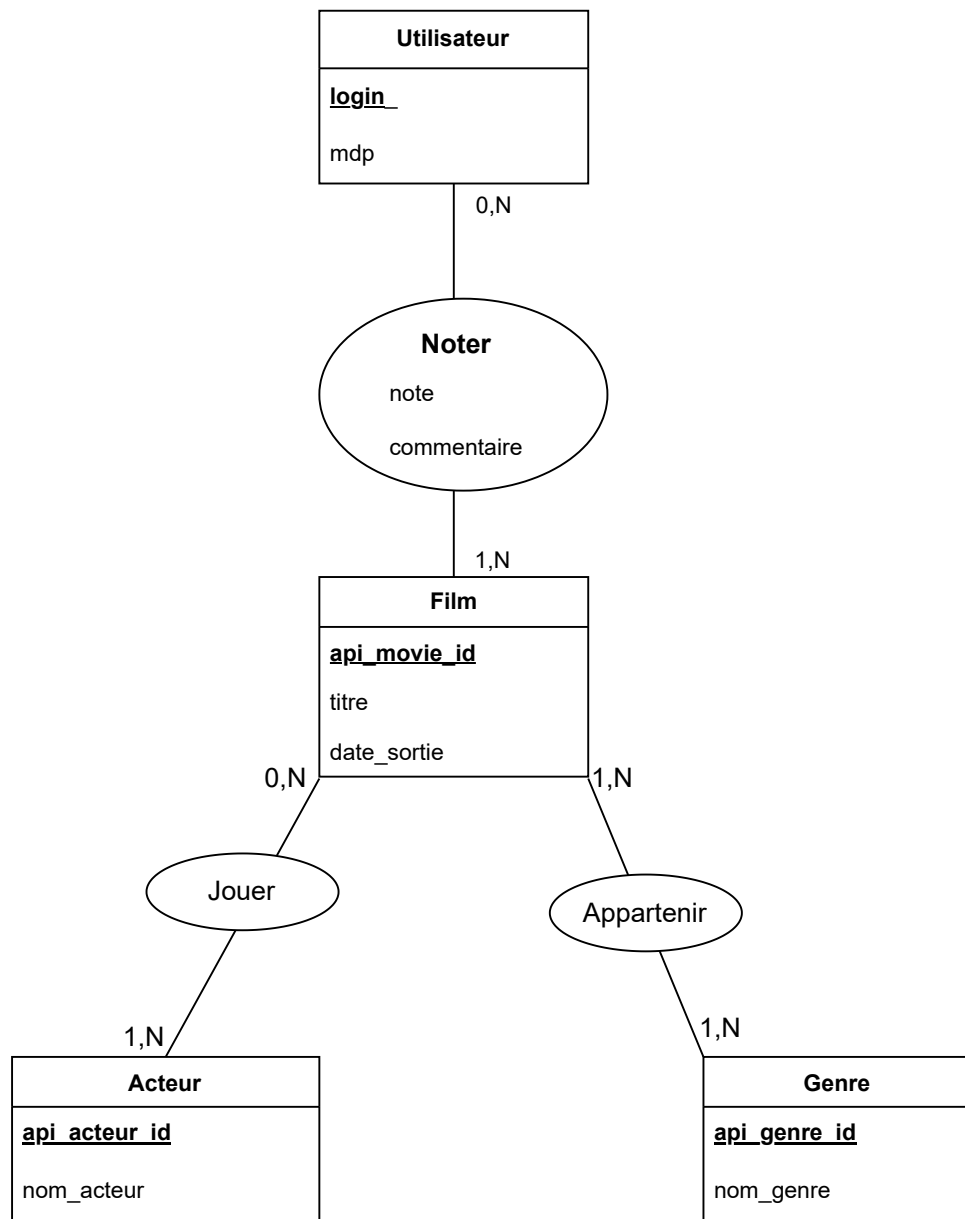 Utilisateur
login_
mdp
0,N
Noter
note
commentaire
1,N
Film
api_movie_id
titre
date_sortie
0,N
1,N
Jouer
Appartenir
1,N
1,N
Acteur
api_acteur_id
nom_acteur
Genre
api_genre_id
nom_genre